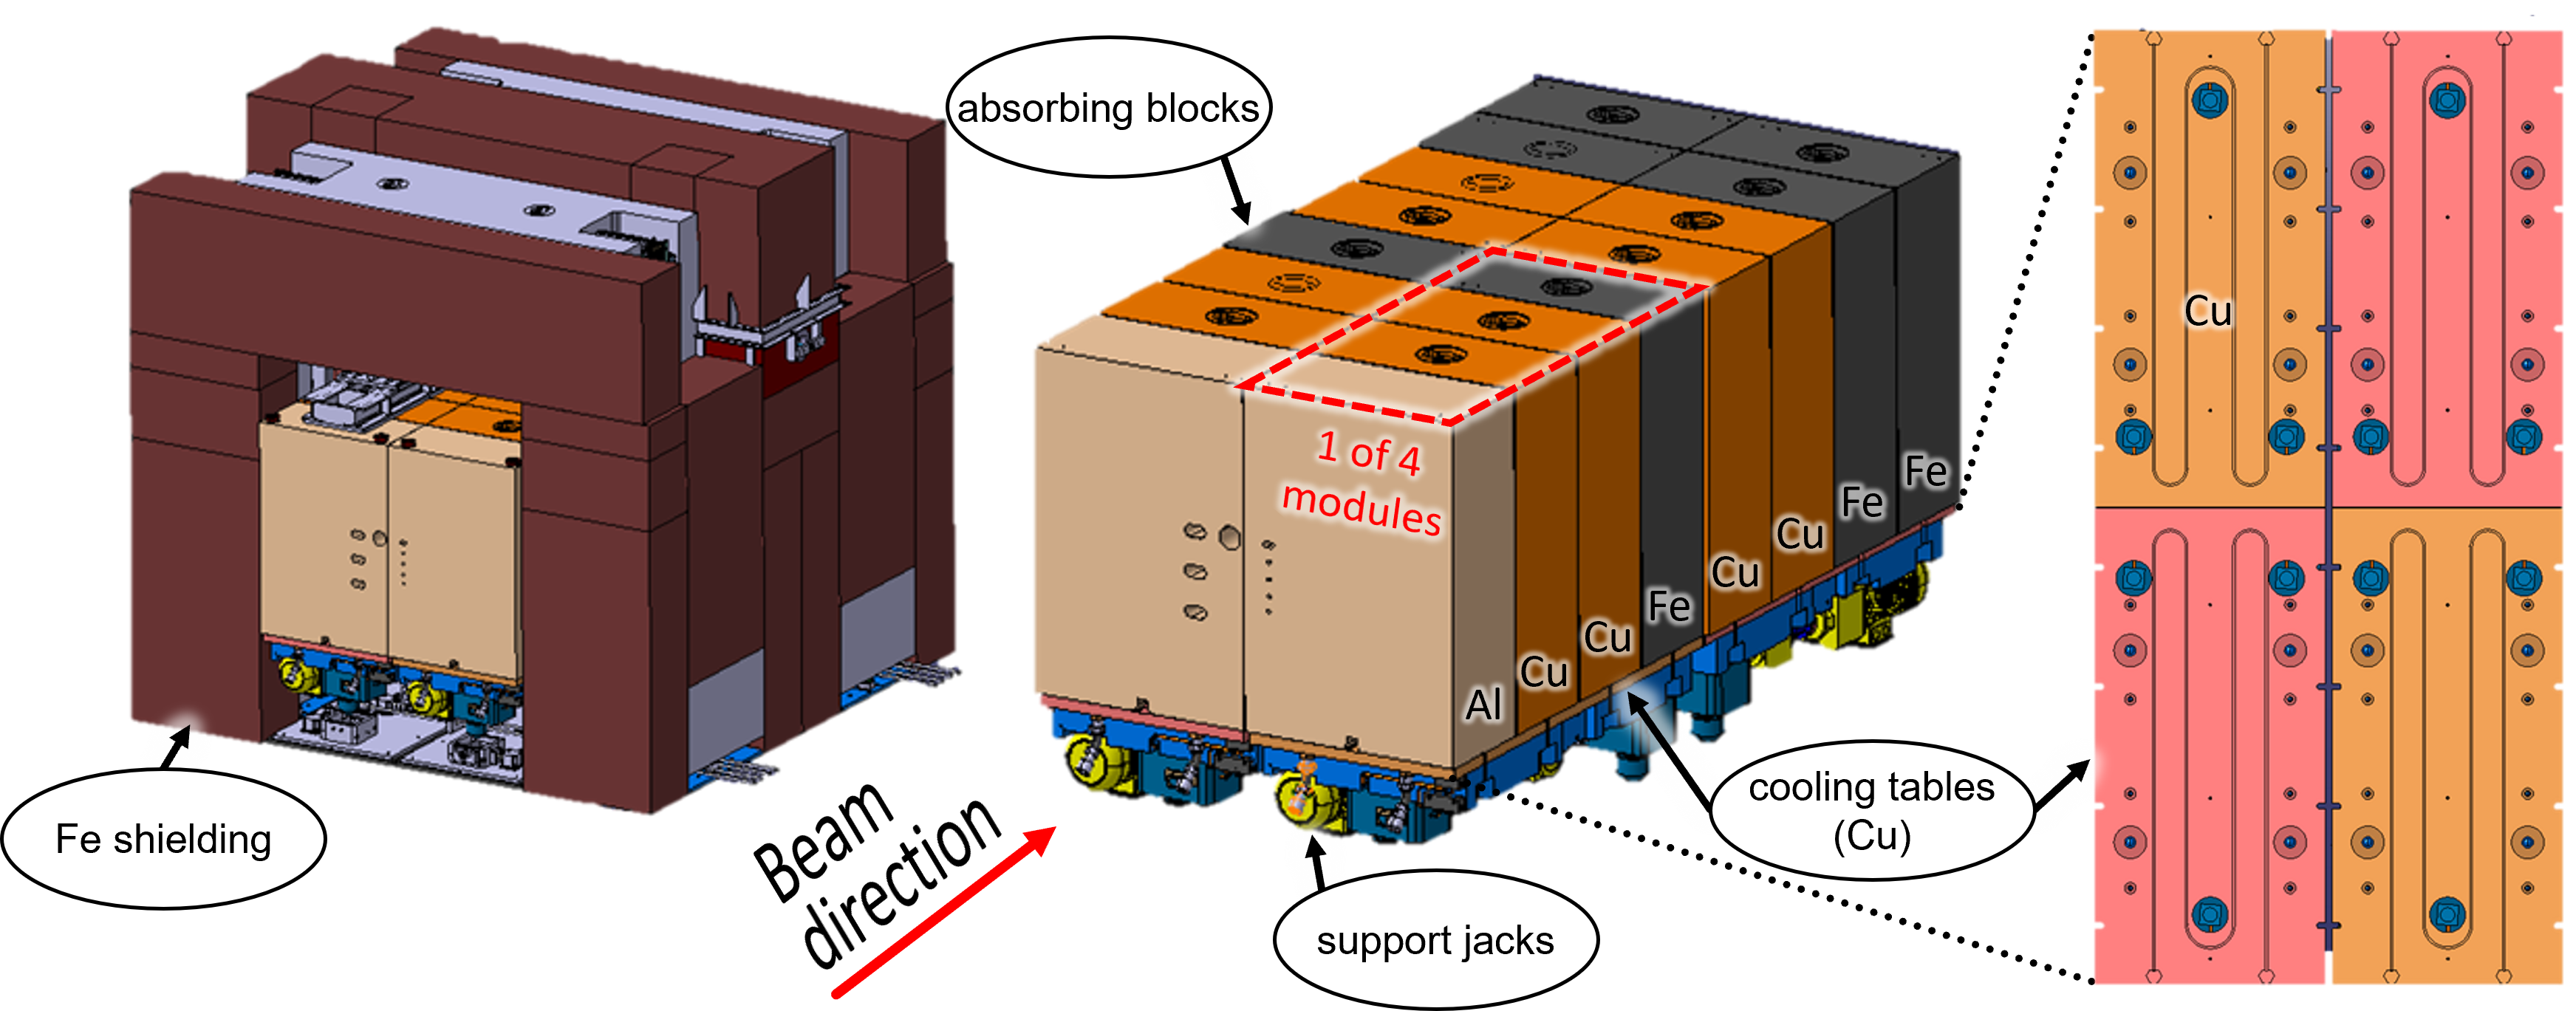 absorbing blocks
Cu
1 of 4
modules
Fe
Fe
Cu
Cu
Fe
Cu
Cu
Al
Beam
direction
cooling tables
(Cu)
Fe shielding
support jacks